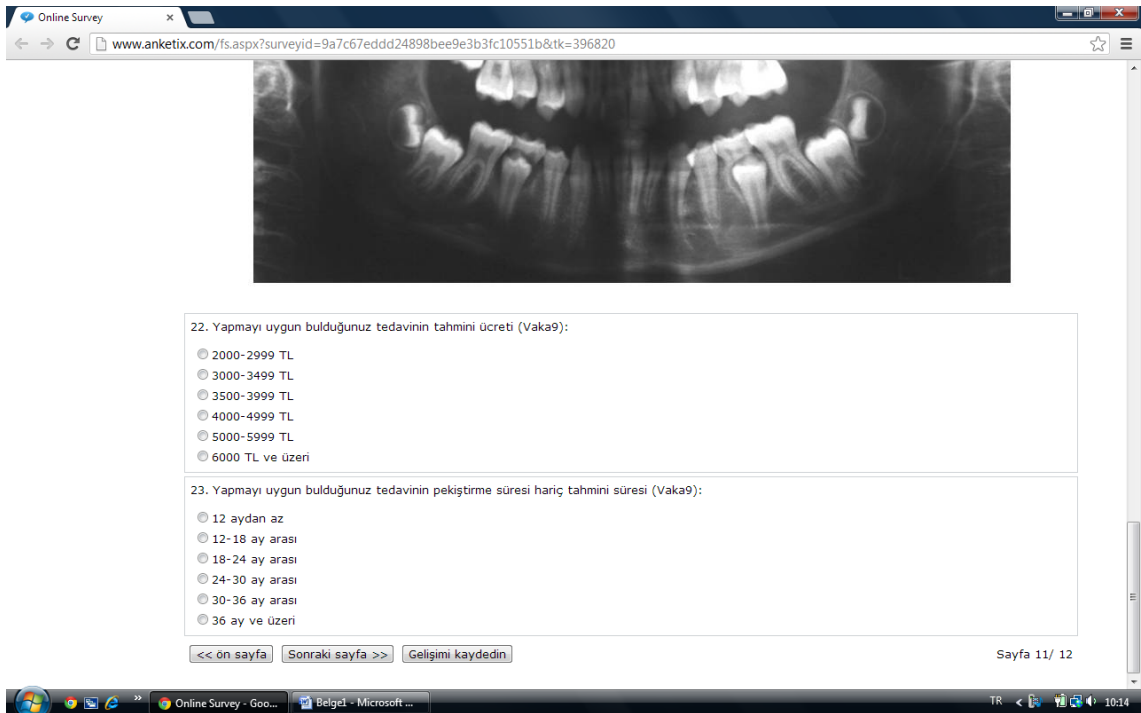 Online Survey
www.anketix.com/fs.aspx?surveyid=9a7c67eddd24898bee9e3b3fc10551b&tk=396820
22. Yapmayı uygun bulduğunuz tedavinin tahmini ücreti (Vaka9):
2000-2999 TL
3000-3499 TL
3500-3999 TL
4000-4999 TL
5000-5999 TL
6000 TL ve üzeri
23. Yapmayı uygun bulduğunuz tedavinin pekiştirme süresi hariç tahmini süresi (Vaka9):
12 aydan az
12-18 ay arası
18-24 ay arası
24-30 ay arası
30-36 ay arası
36 ay ve üzeri
<< ön sayfa Sonraki sayfa >> Gelişimi kaydedin Sayfa 11/ 12
Online Survey - Goo... Belge1 - Microsoft ... TR 10:14